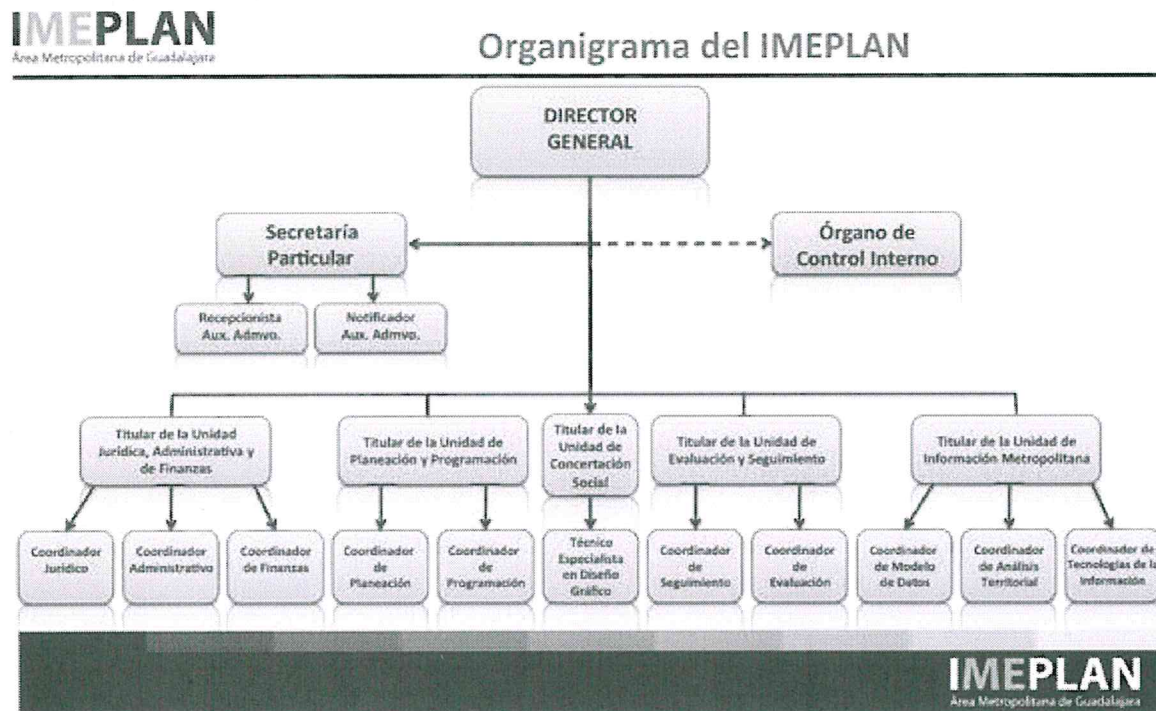 IMEPLAN
Área Metropolitana de Guadalajara
Organigrama del IMEPLAN
DIRECTOR
GENERAL
Secretaría
Particular
Órgano de
Control Interno
Recepcionista
Aux. Admvo.
Notificador
Aux. Admvo.
Titular de la Unidad
Jurídica, Administrativa y
de Finanzas
Titular de la Unidad de
Planeación y Programación
Titular de la
Unidad de
Concertación
Social
Titular de la Unidad de
Evaluación y Seguimiento
Titular de la Unidad de
Información Metropolitana
Coordinador
Jurídico
Coordinador
Administrativo
Coordinador
de Finanzas
Coordinador
de
Planeación
Coordinador
de
Programación
Técnico
Especialista
en Diseño
Gráfico
Coordinador
de
Seguimiento
Coordinador
de
Evaluación
Coordinador
de Modelo
de Datos
Coordinador
de Análisis
Territorial
Coordinador de
Tecnologías de la
Información
IMEPLAN
Área Metropolitana de Guadalajara